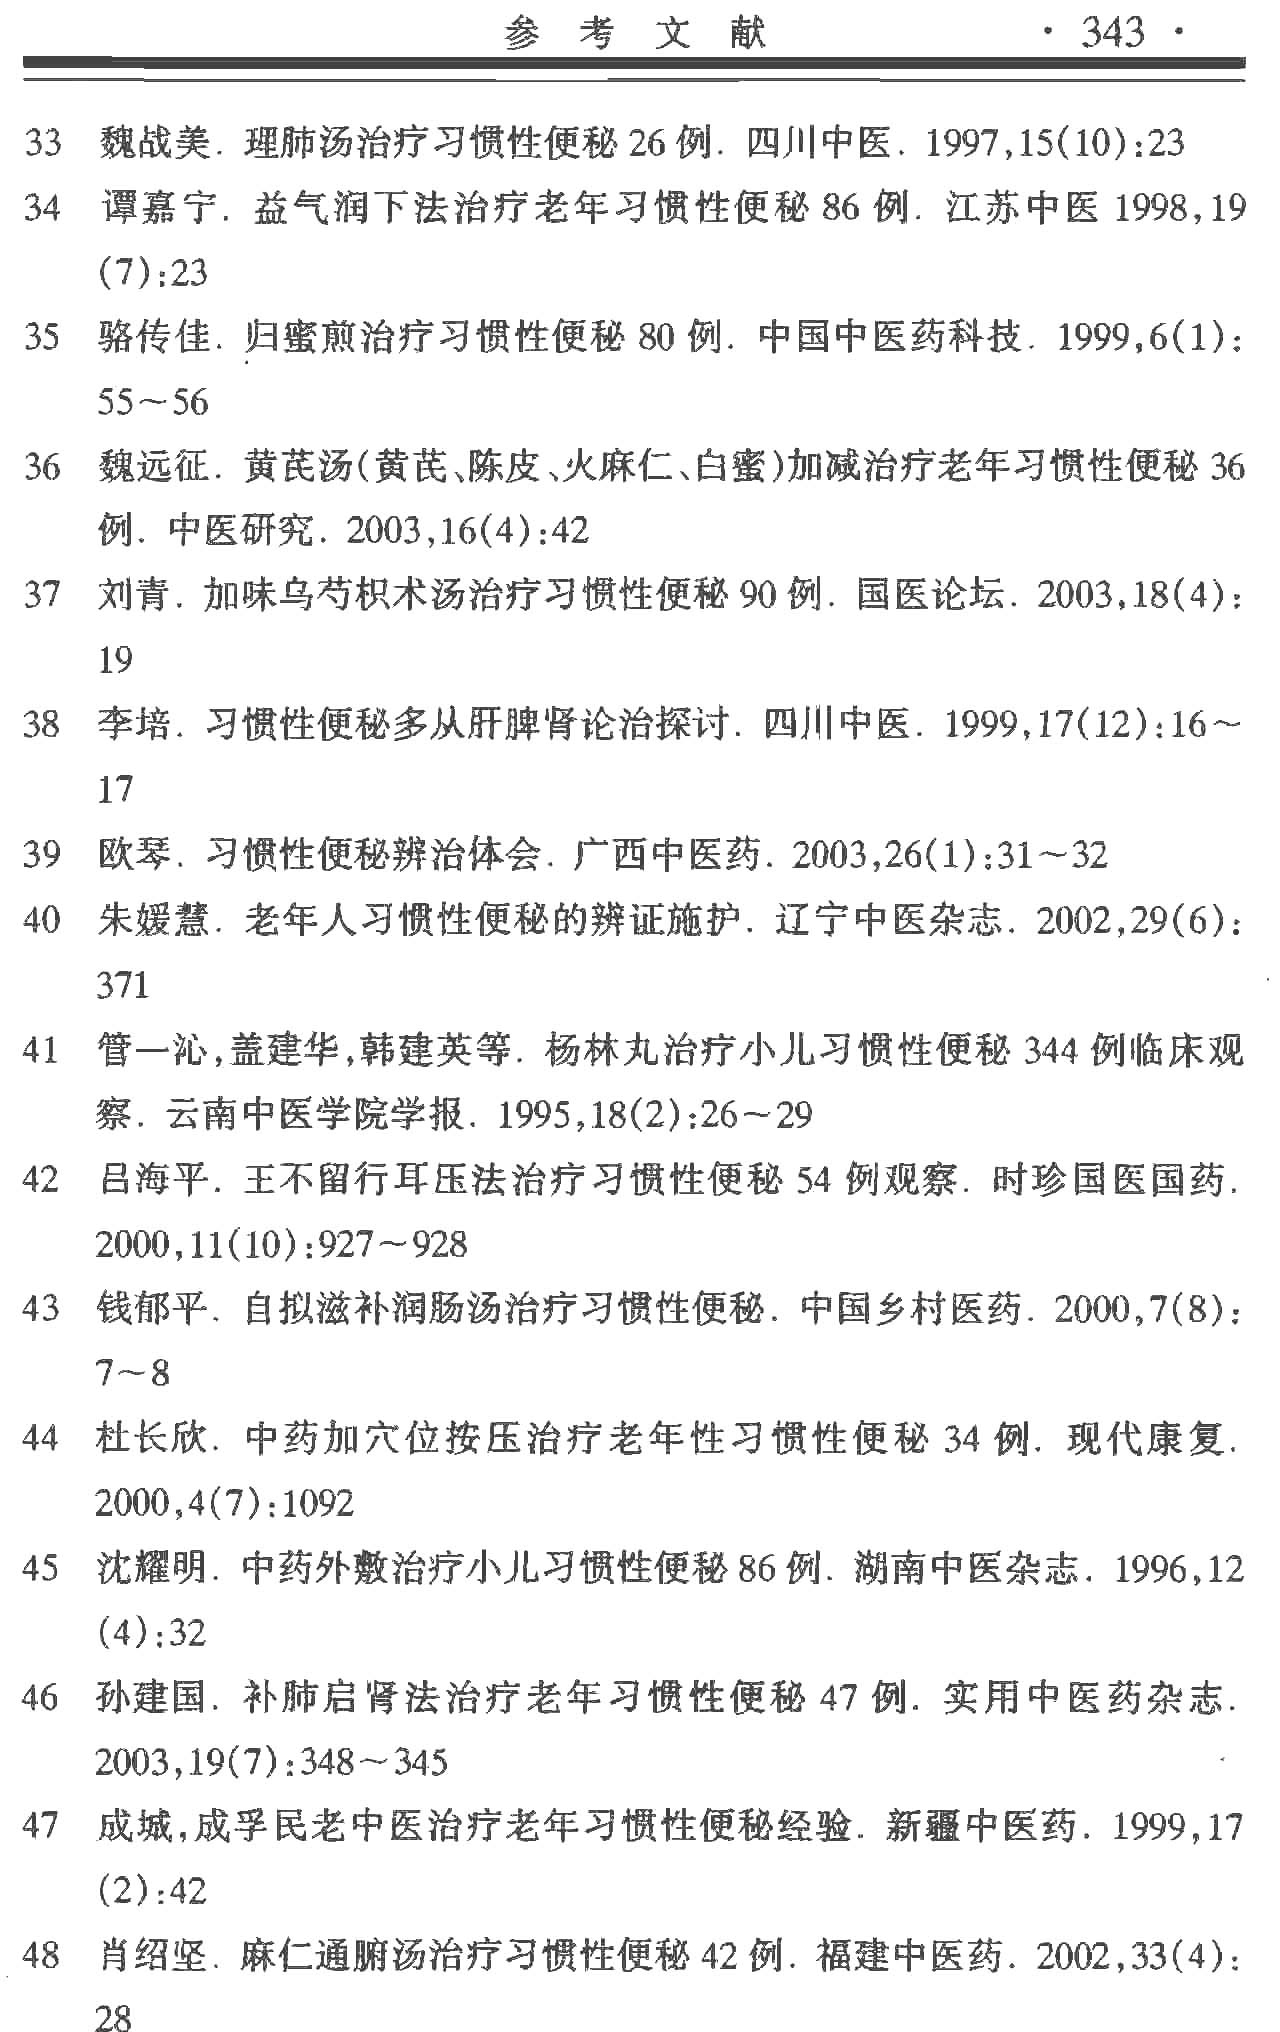 参 考 文 献 · 343 ·
33 魏战美. 理肺汤治疗习惯性便秘 26 例. 四川中医. 1997,15(10):23
34 谭嘉宁. 益气润下法治疗老年习惯性便秘 86 例. 江苏中医 1998,19
(7):23
35 骆传佳. 归蜜煎治疗习惯性便秘 80 例. 中国中医药科技. 1999,6(1):
55～56
36 魏远征. 黄芪汤(黄芪、陈皮、火麻仁、白蜜)加减治疗老年习惯性便秘 36
例. 中医研究. 2003,16(4):42
37 刘青. 加味乌芍枳术汤治疗习惯性便秘 90 例. 国医论坛. 2003,18(4):
19
38 李培. 习惯性便秘多从肝脾肾论治探讨. 四川中医. 1999,17(12):16～
17
39 欧琴. 习惯性便秘辨治体会. 广西中医药. 2003,26(1):31～32
40 朱媛慧. 老年人习惯性便秘的辨证施护. 辽宁中医杂志. 2002,29(6):
371
41 管一沁,盖建华,韩建英等. 杨林丸治疗小儿习惯性便秘 344 例临床观
察. 云南中医学院学报. 1995,18(2):26～29
42 吕海平. 王不留行耳压法治疗习惯性便秘 54 例观察. 时珍国医国药.
2000,11(10):927～928
43 钱郁平. 自拟滋补润肠汤治疗习惯性便秘. 中国乡村医药. 2000,7(8):
7～8
44 杜长欣. 中药加穴位按压治疗老年性习惯性便秘 34 例. 现代康复.
2000,4(7):1092
45 沈耀明. 中药外敷治疗小儿习惯性便秘 86 例. 湖南中医杂志. 1996,12
(4):32
46 孙建国. 补肺启肾法治疗老年习惯性便秘 47 例. 实用中医药杂志.
2003,19(7):348～345
47 成城,成孚民老中医治疗老年习惯性便秘经验. 新疆中医药. 1999,17
(2):42
48 肖绍坚. 麻仁通腑汤治疗习惯性便秘 42 例. 福建中医药. 2002,33(4):
28